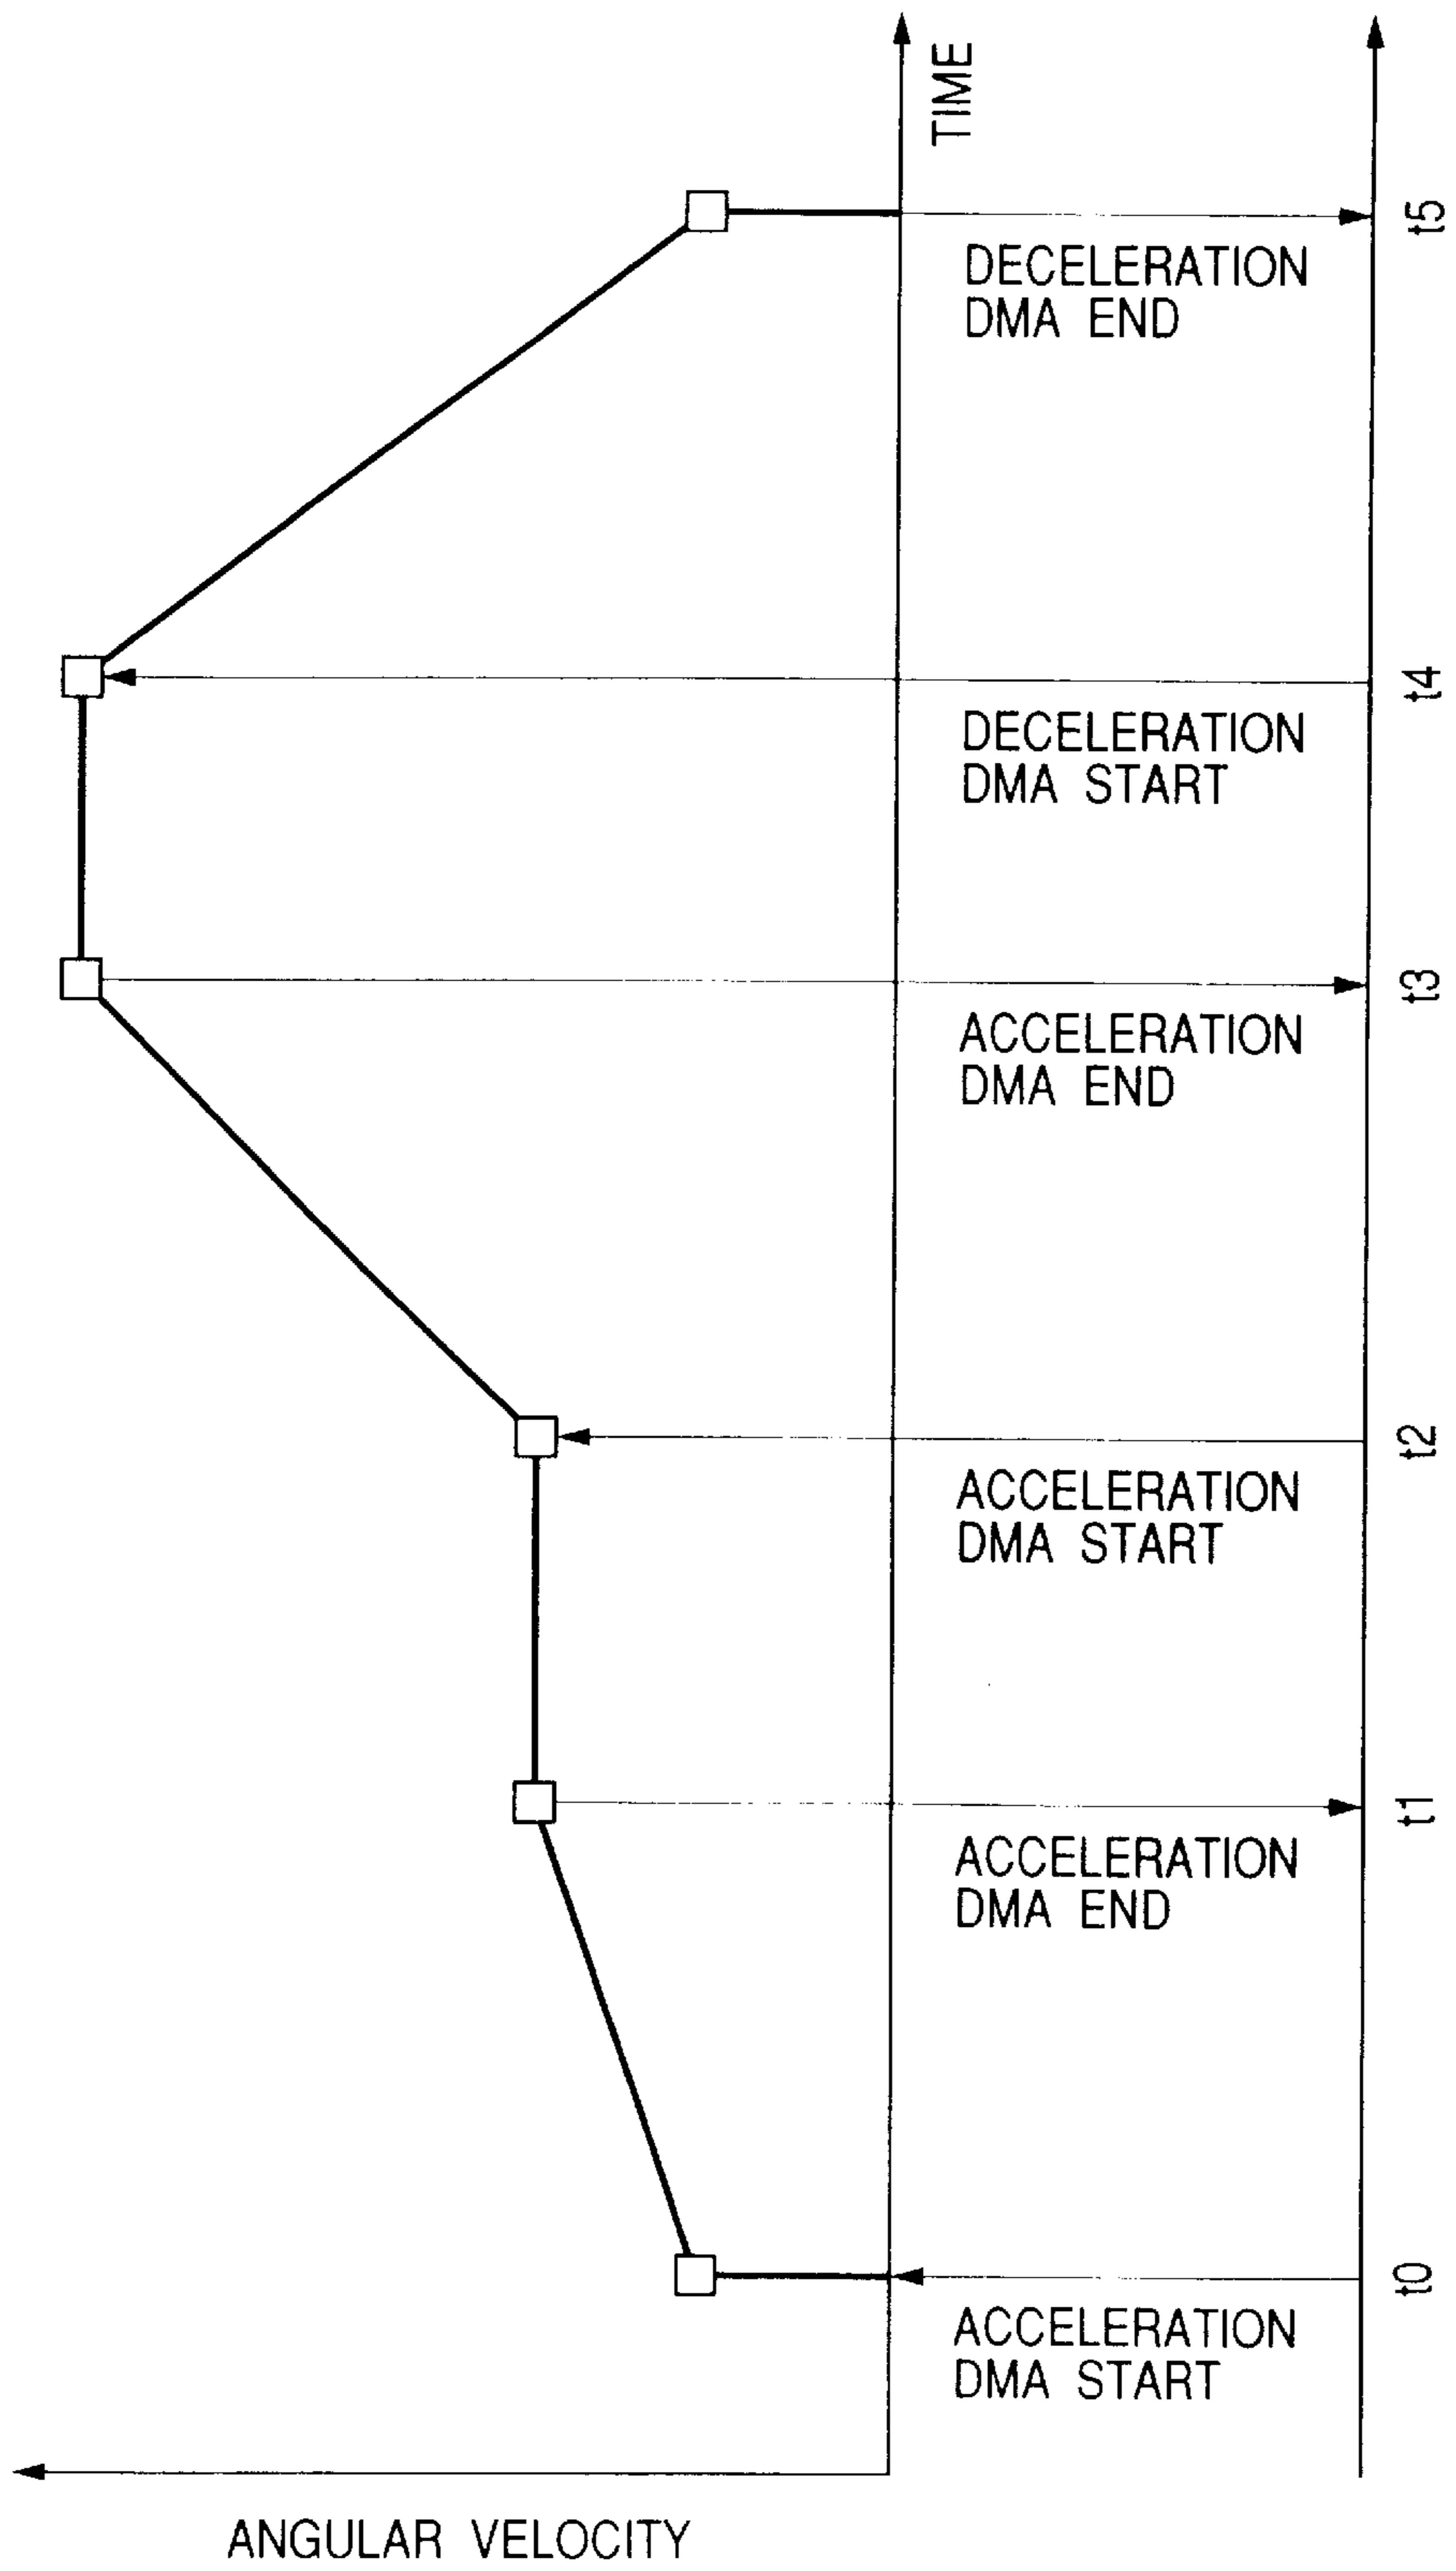 TIME
DECELERATION
DMA END
t5
DECELERATION
DMA START
t4
ACCELERATION
DMA END
t3
ACCELERATION
DMA START
t2
ACCELERATION
DMA END
t1
ACCELERATION
DMA START
t0
ANGULAR VELOCITY